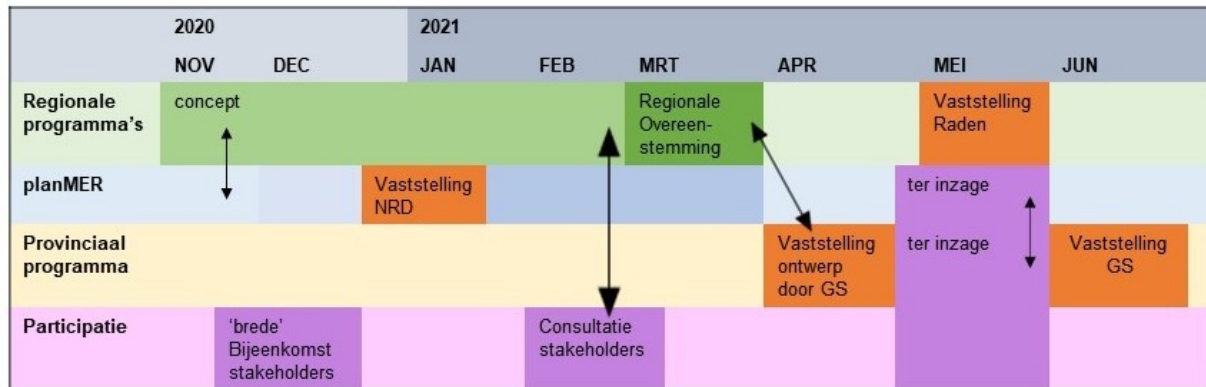 2020 2021
NOV DEC JAN FEB MRT APR MEI JUN
Regionale programma's
concept
Regionale
Overeen-
stemming
Vaststelling
Raden
planMER
Vaststelling
NRD
ter inzage
Provinciaal
programma
Vaststelling
ontwerp
door GS
ter inzage
Vaststelling
GS
Participatie
‘brede’
Bijeenkomst
stakeholders
Consultatie
stakeholders